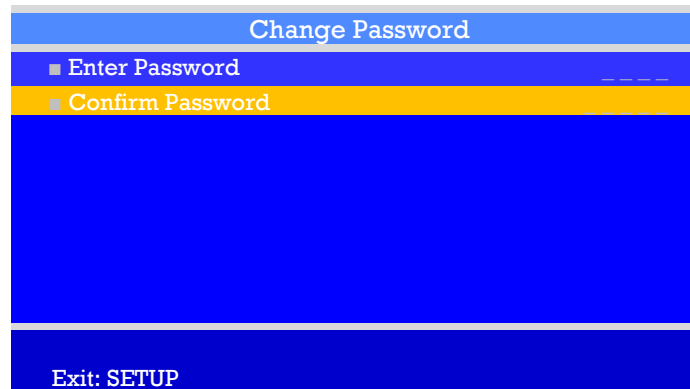 Change Password
■ Enter Password _ _ _ _
■ Confirm Password
Exit: SETUP